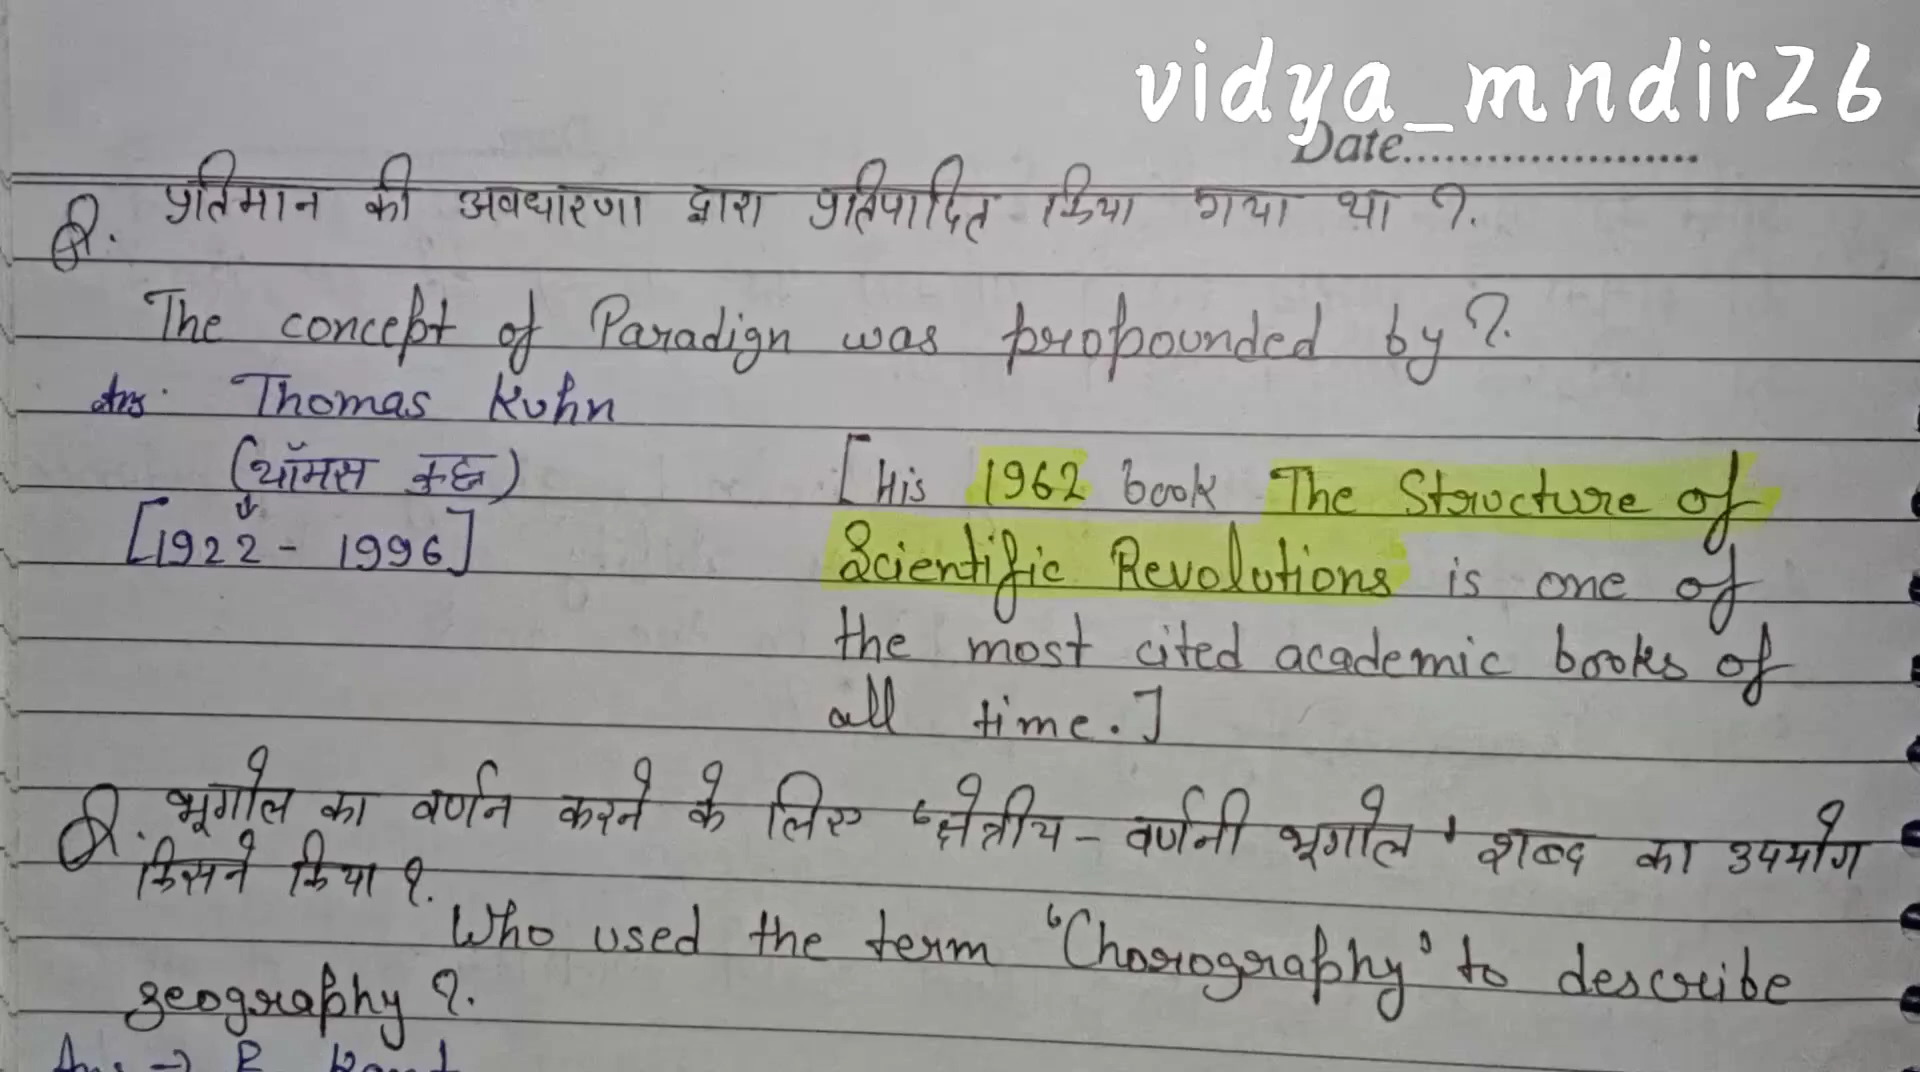 vidya_mndir26
Date......................
Q. प्रतिमान की अवधारणा द्वारा प्रतिपादित किया गया था ?.
The concept of Paradign was propounded by ?.
Ans. Thomas Kuhn
(थॉमस कुह्न)
[1922 - 1996]
[His 1962 book The Structure of
Scientific Revolutions is one of
the most cited academic books of
all time.]
Q. भूगोल का वर्णन करने के लिए 'क्षेत्रीय - वर्णनी भूगोल' शब्द का उपयोग
किसने किया ?.
Who used the term 'Chorography' to describe
geography ?.
Ans → E. Kant